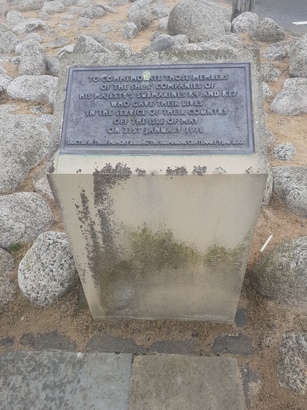 TO COMMEMORATE THOSE MEMBERS
OF THE SHIP'S COMPANIES OF
HIS MAJESTY'S SUBMARINES K4 AND K17
WHO GAVE THEIR LIVES
IN THE SERVICE OF THEIR COUNTRY
OFF THE ISLE OF MAY
ON 31ST JANUARY 1918